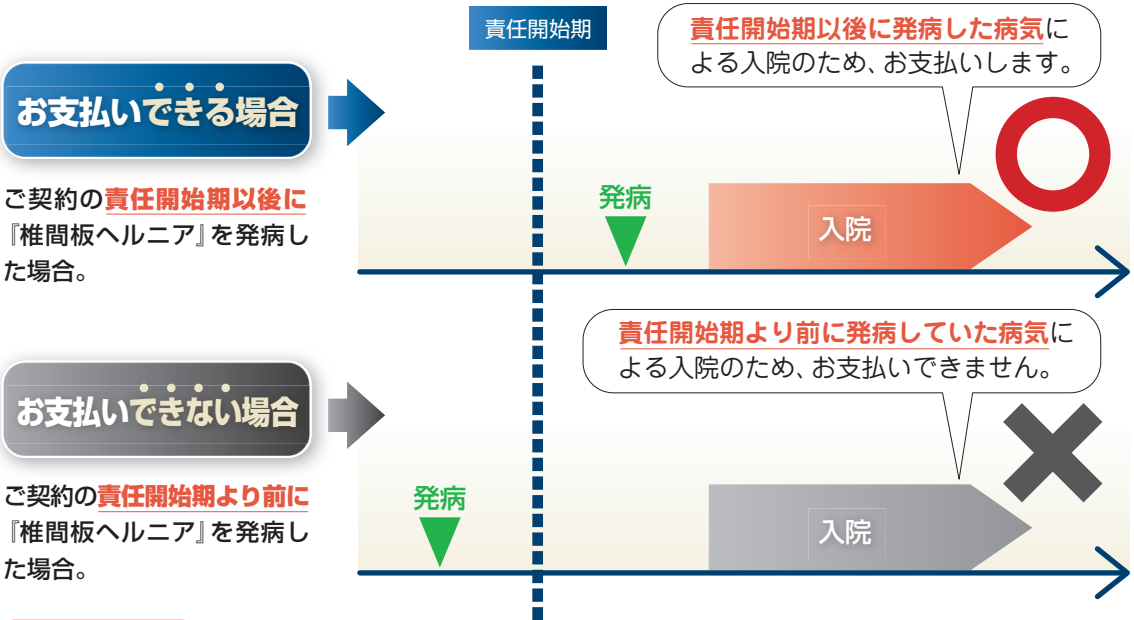 責任開始期
責任開始期以後に発病した病気に
よる入院のため、お支払いします。
お支払いできる場合
ご契約の責任開始期以後に
『椎間板ヘルニア』を発病し
た場合。
発病
入院
責任開始期より前に発病していた病気に
よる入院のため、お支払いできません。
お支払いできない場合
ご契約の責任開始期より前に
『椎間板ヘルニア』を発病し
た場合。
発病
入院